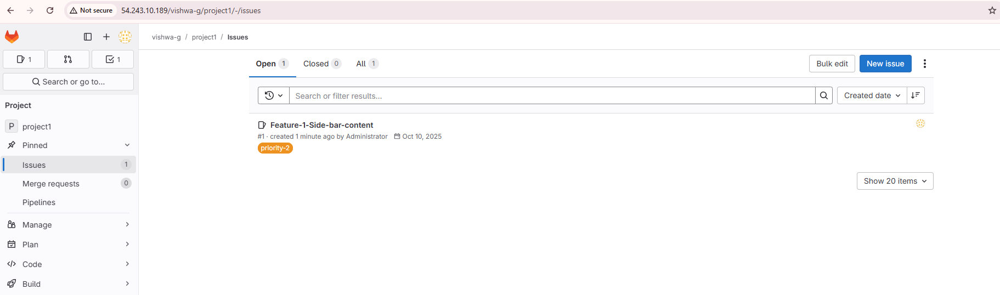 Not secure 54.243.10.189/vishwa-g/project1/-/issues
1 1
Search or go to...
Project
P project1
Pinned
Issues 1
Merge requests 0
Pipelines
Manage
Plan
Code
Build
vishwa-g / project1 / Issues
Open 1 Closed 0 All 1 Bulk edit New issue
Search or filter results... Created date
Feature-1-Side-bar-content
#1 · created 1 minute ago by Administrator Oct 10, 2025
priority-2
Show 20 items